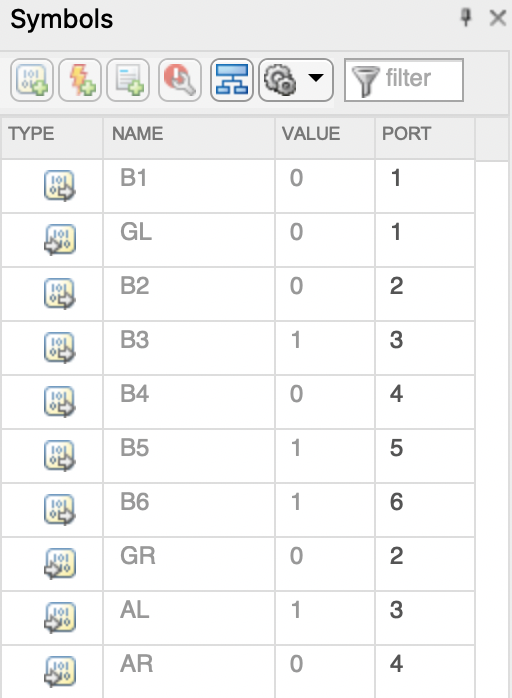 Symbols
filter
TYPE NAME VALUE PORT
B1 0 1
GL 0 1
B2 0 2
B3 1 3
B4 0 4
B5 1 5
B6 1 6
GR 0 2
AL 1 3
AR 0 4